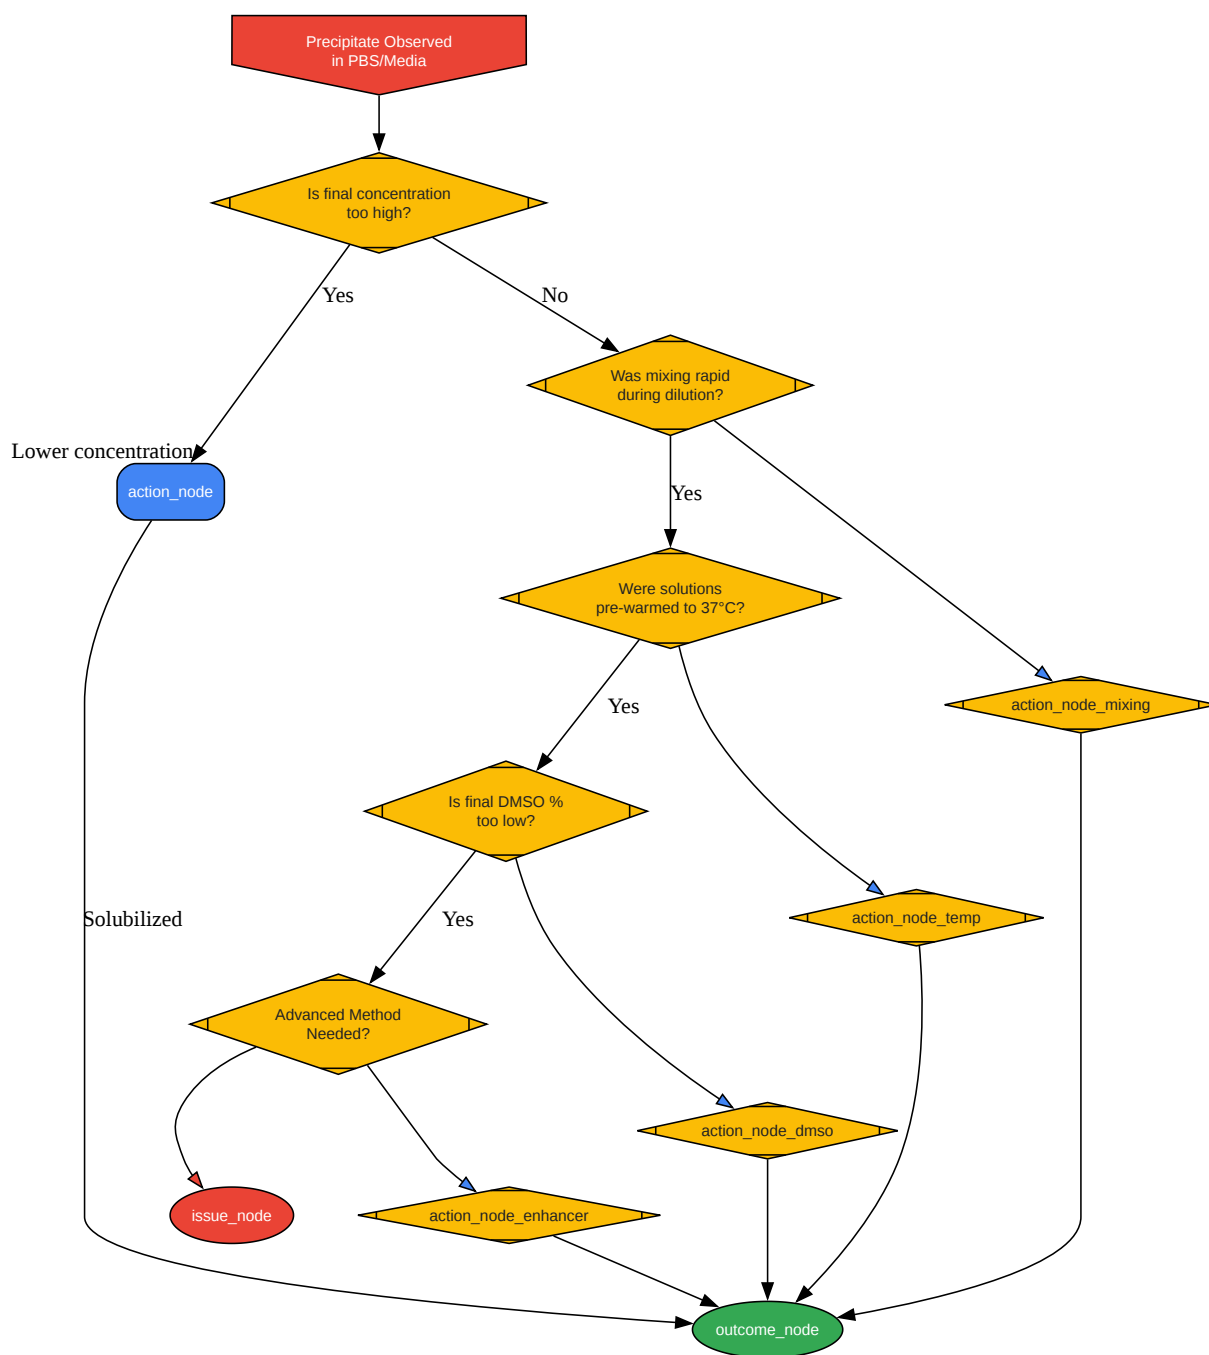 Precipitate Observed
in PBS/Media
Is final concentration
too high?
Yes
No
Was mixing rapid
during dilution?
Lower concentration
action_node
Yes
Were solutions
pre-warmed to 37°C?
Yes
action_node_mixing
Is final DMSO %
too low?
Solubilized
Yes
action_node_temp
Advanced Method
Needed?
action_node_dmso
issue_node
action_node_enhancer
outcome_node